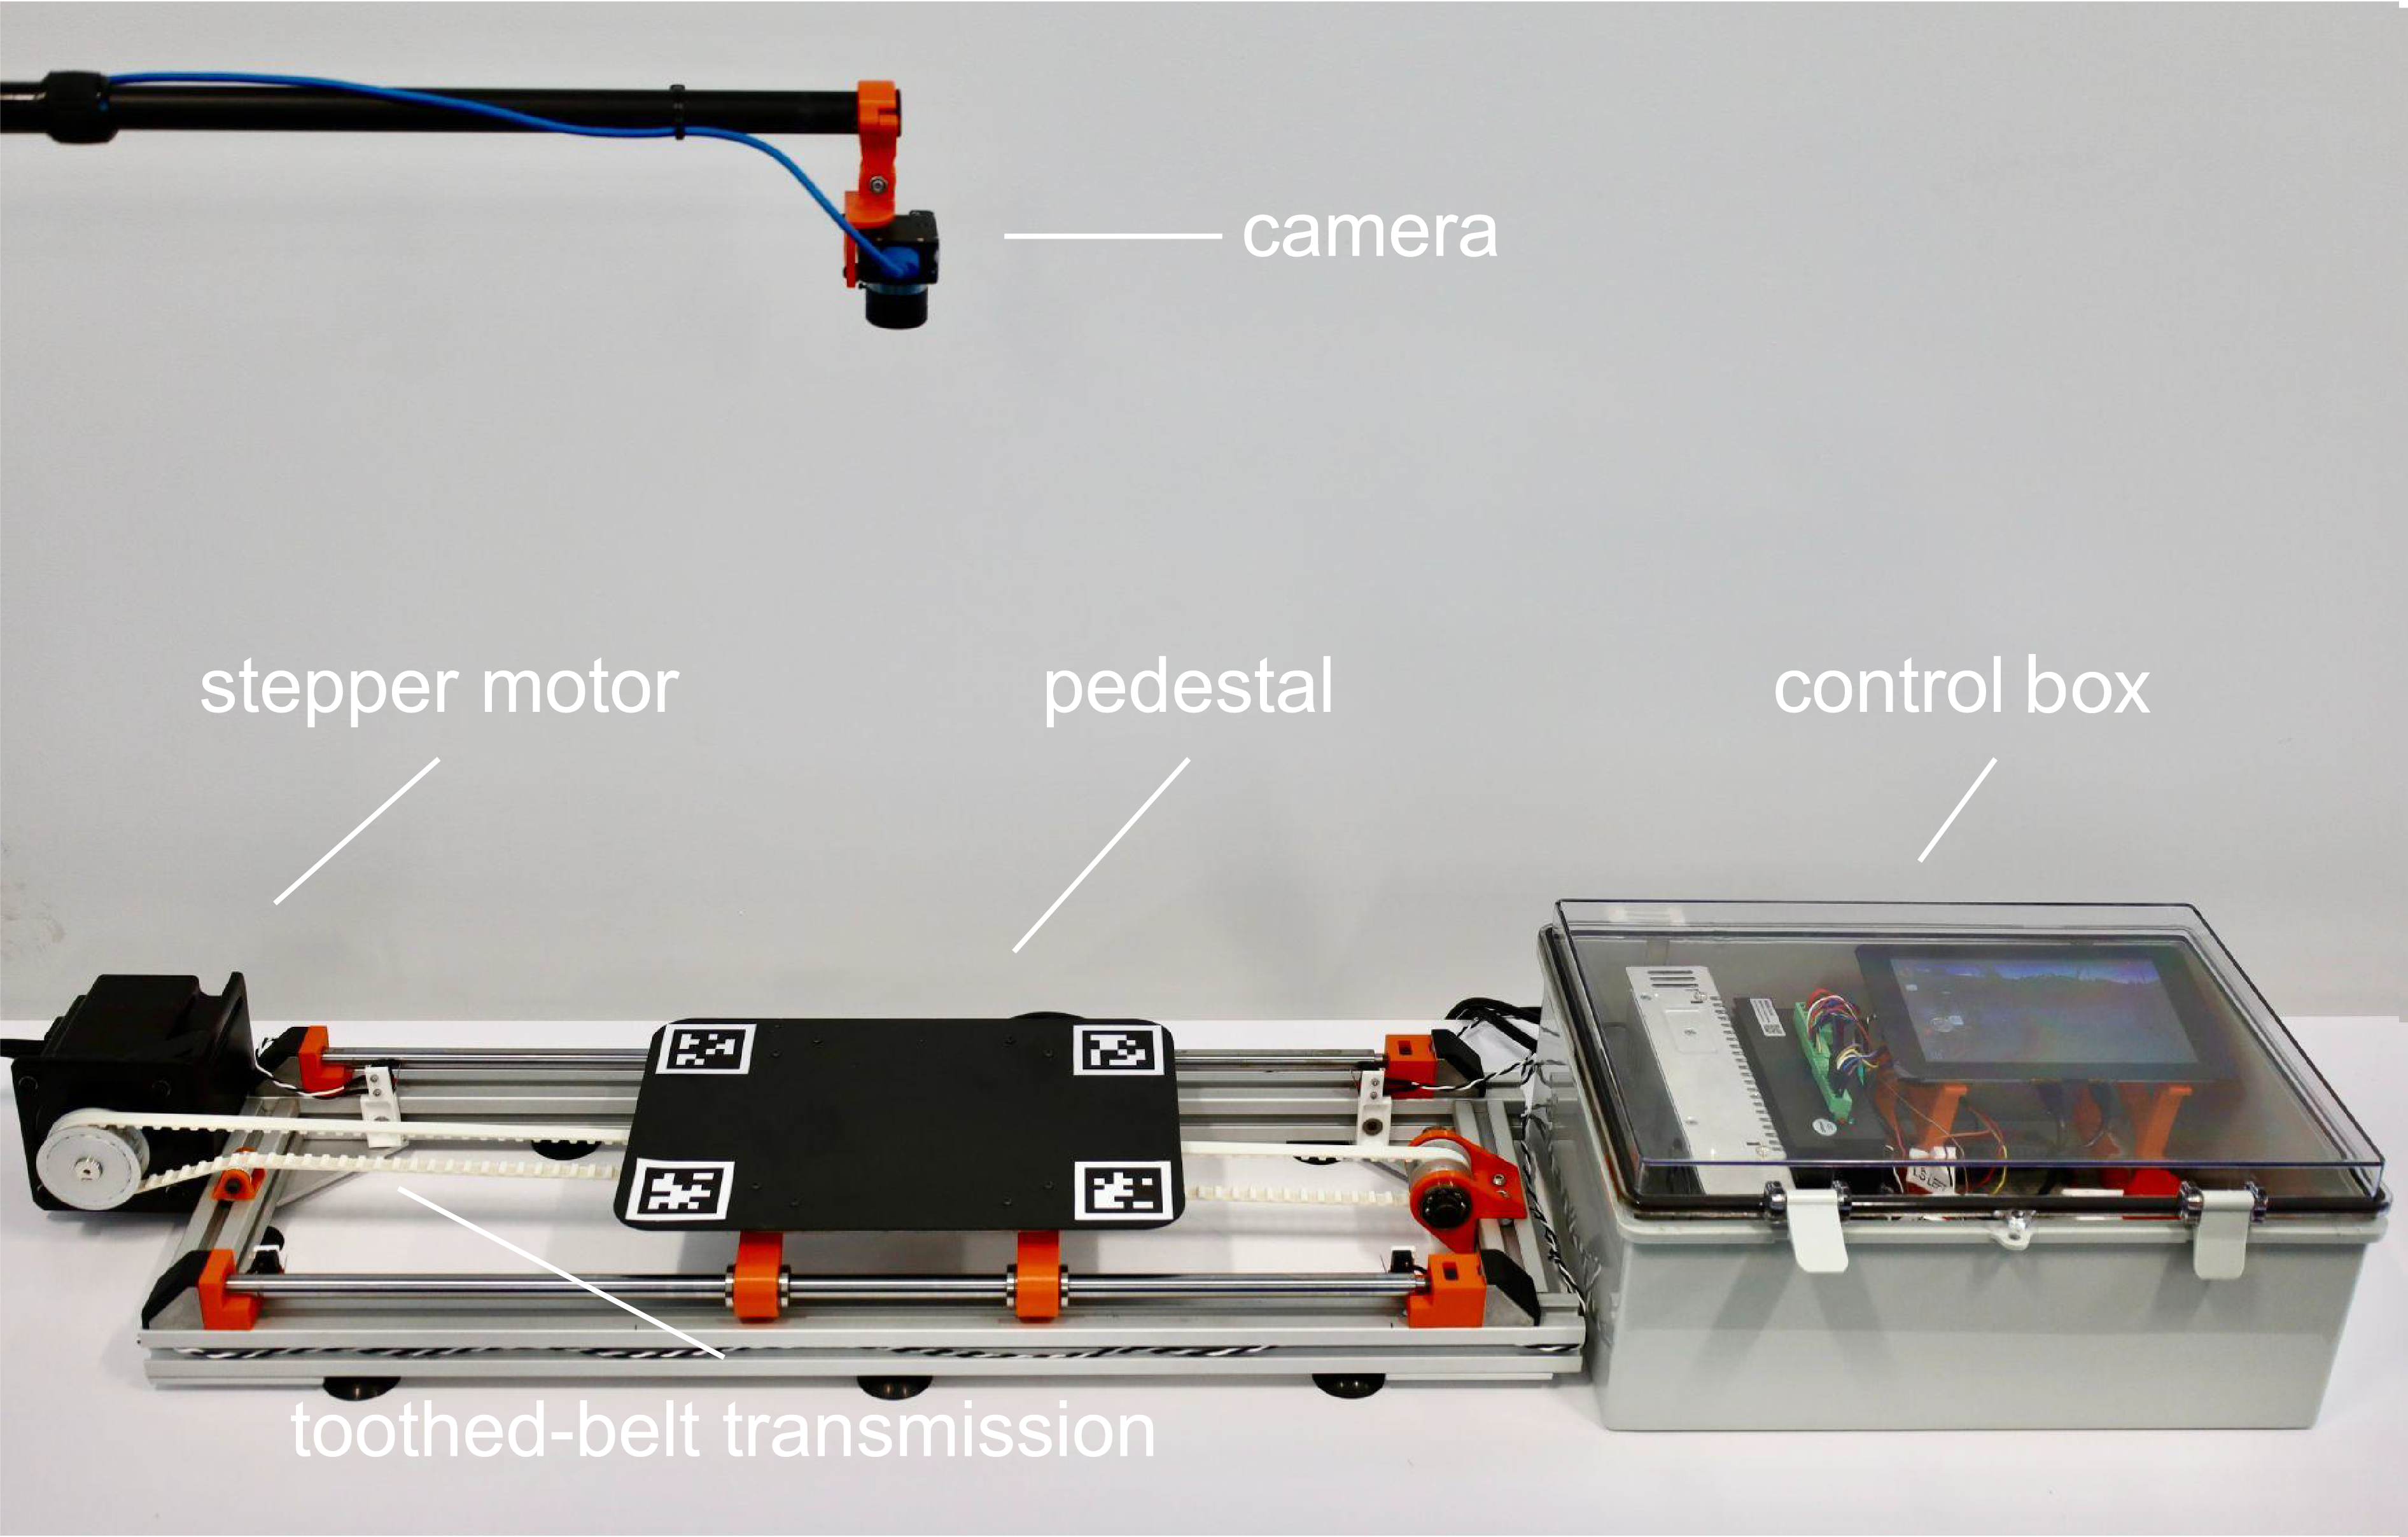 camera
stepper motor
pedestal
control box
toothed-belt transmission